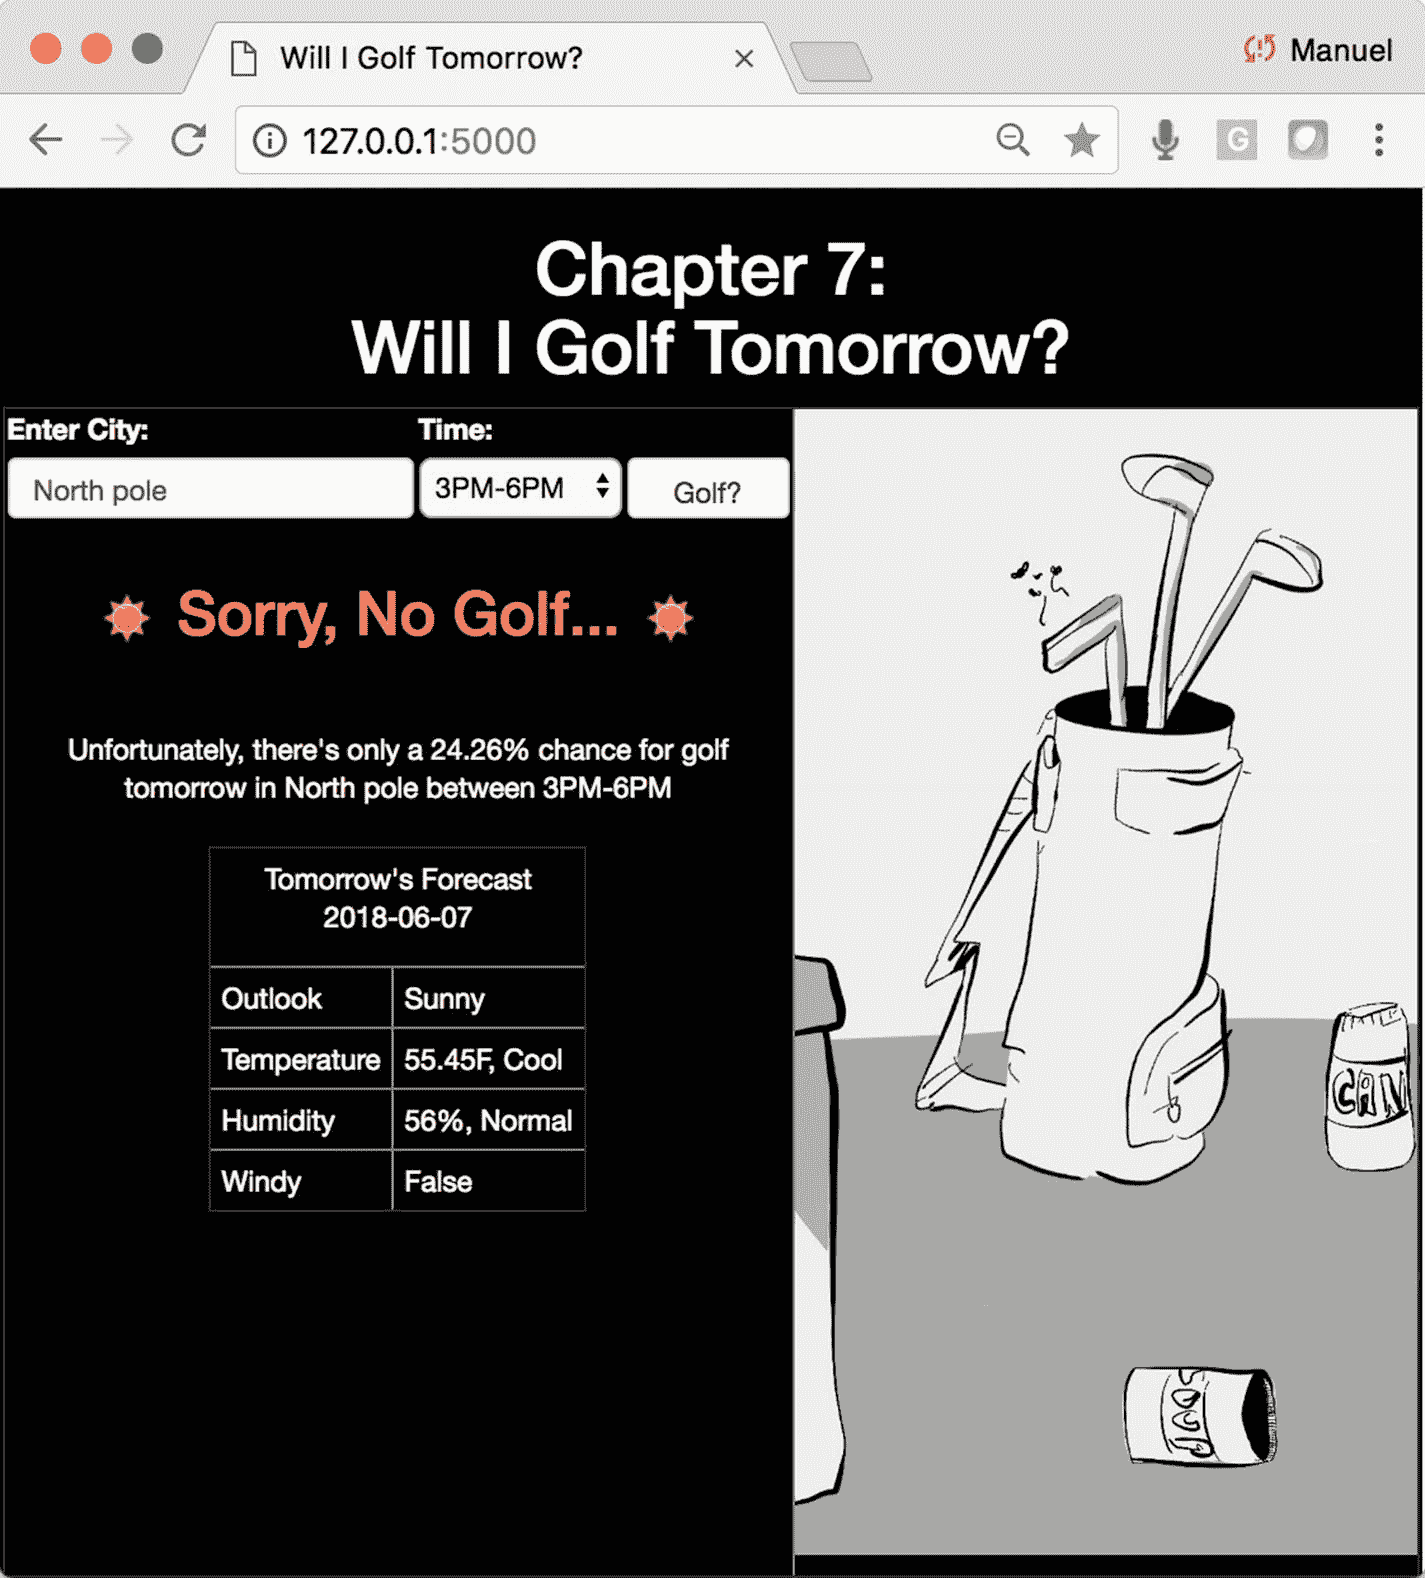 Will I Golf Tomorrow?
Manuel
127.0.0.1:5000
G
Chapter 7:
Will I Golf Tomorrow?
Enter City:
Time:
North pole
3PM-6PM
Golf?
Sorry, No Golf...
Unfortunately, there's only a 24.26% chance for golf
tomorrow in North pole between 3PM-6PM
Tomorrow's Forecast
2018-06-07
Outlook Sunny
Temperature 55.45F, Cool
Humidity 56%, Normal
Windy False
CAN
SOUP